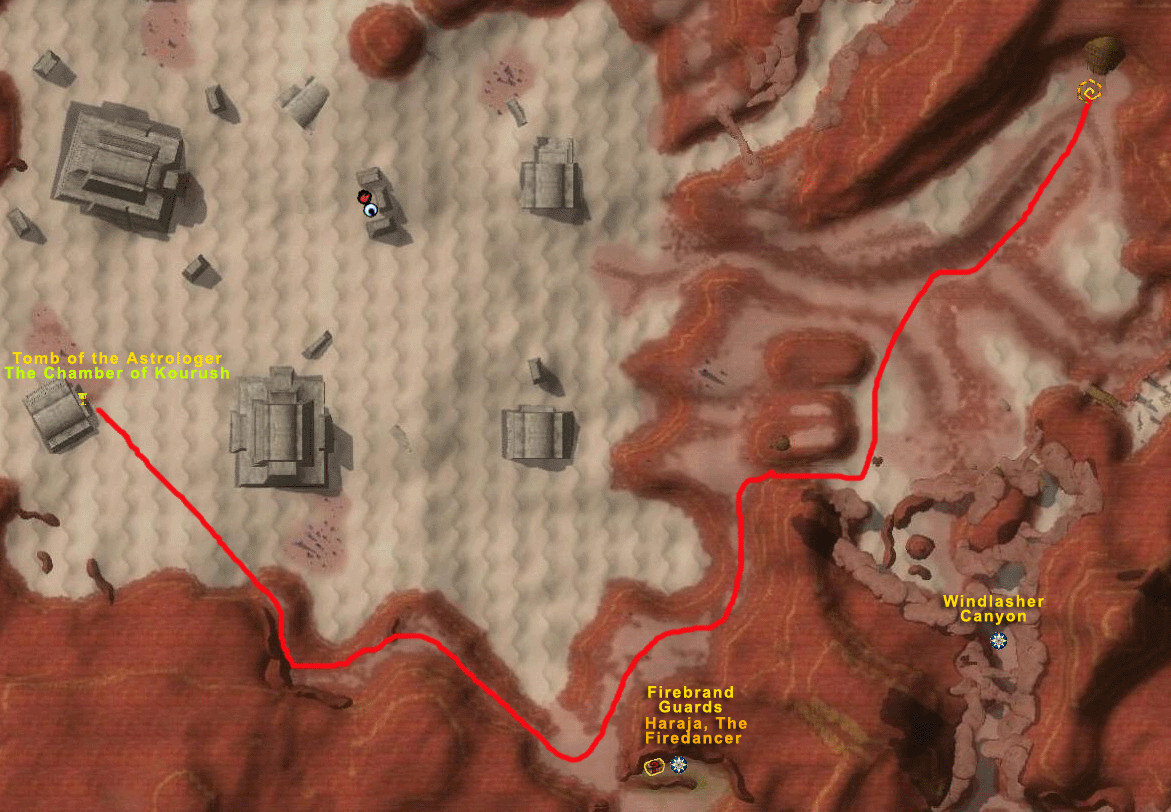 Tomb of the Astrologer
The Chamber of Kourush
Windlasher
Canyon
Firebrand
Guards
Haraja, The
Firedancer